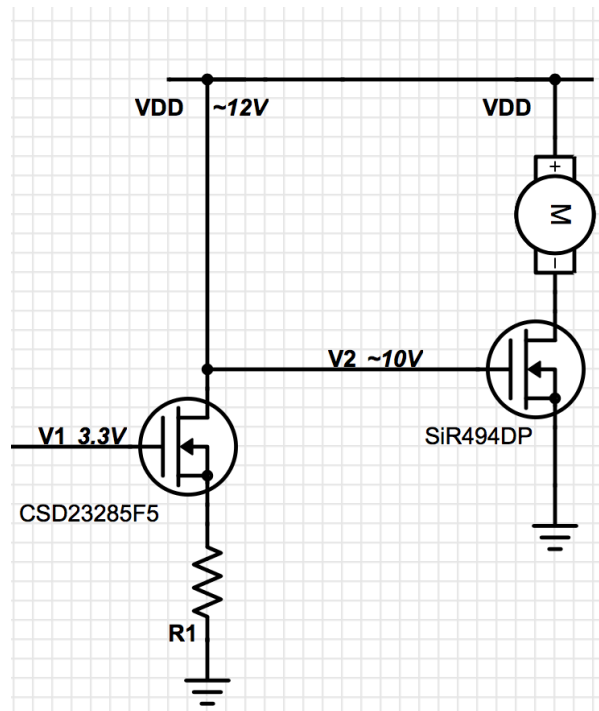 VDD ~12V
VDD
+
M
-
V2 ~10V
V1 3.3V
SiR494DP
CSD23285F5
R1